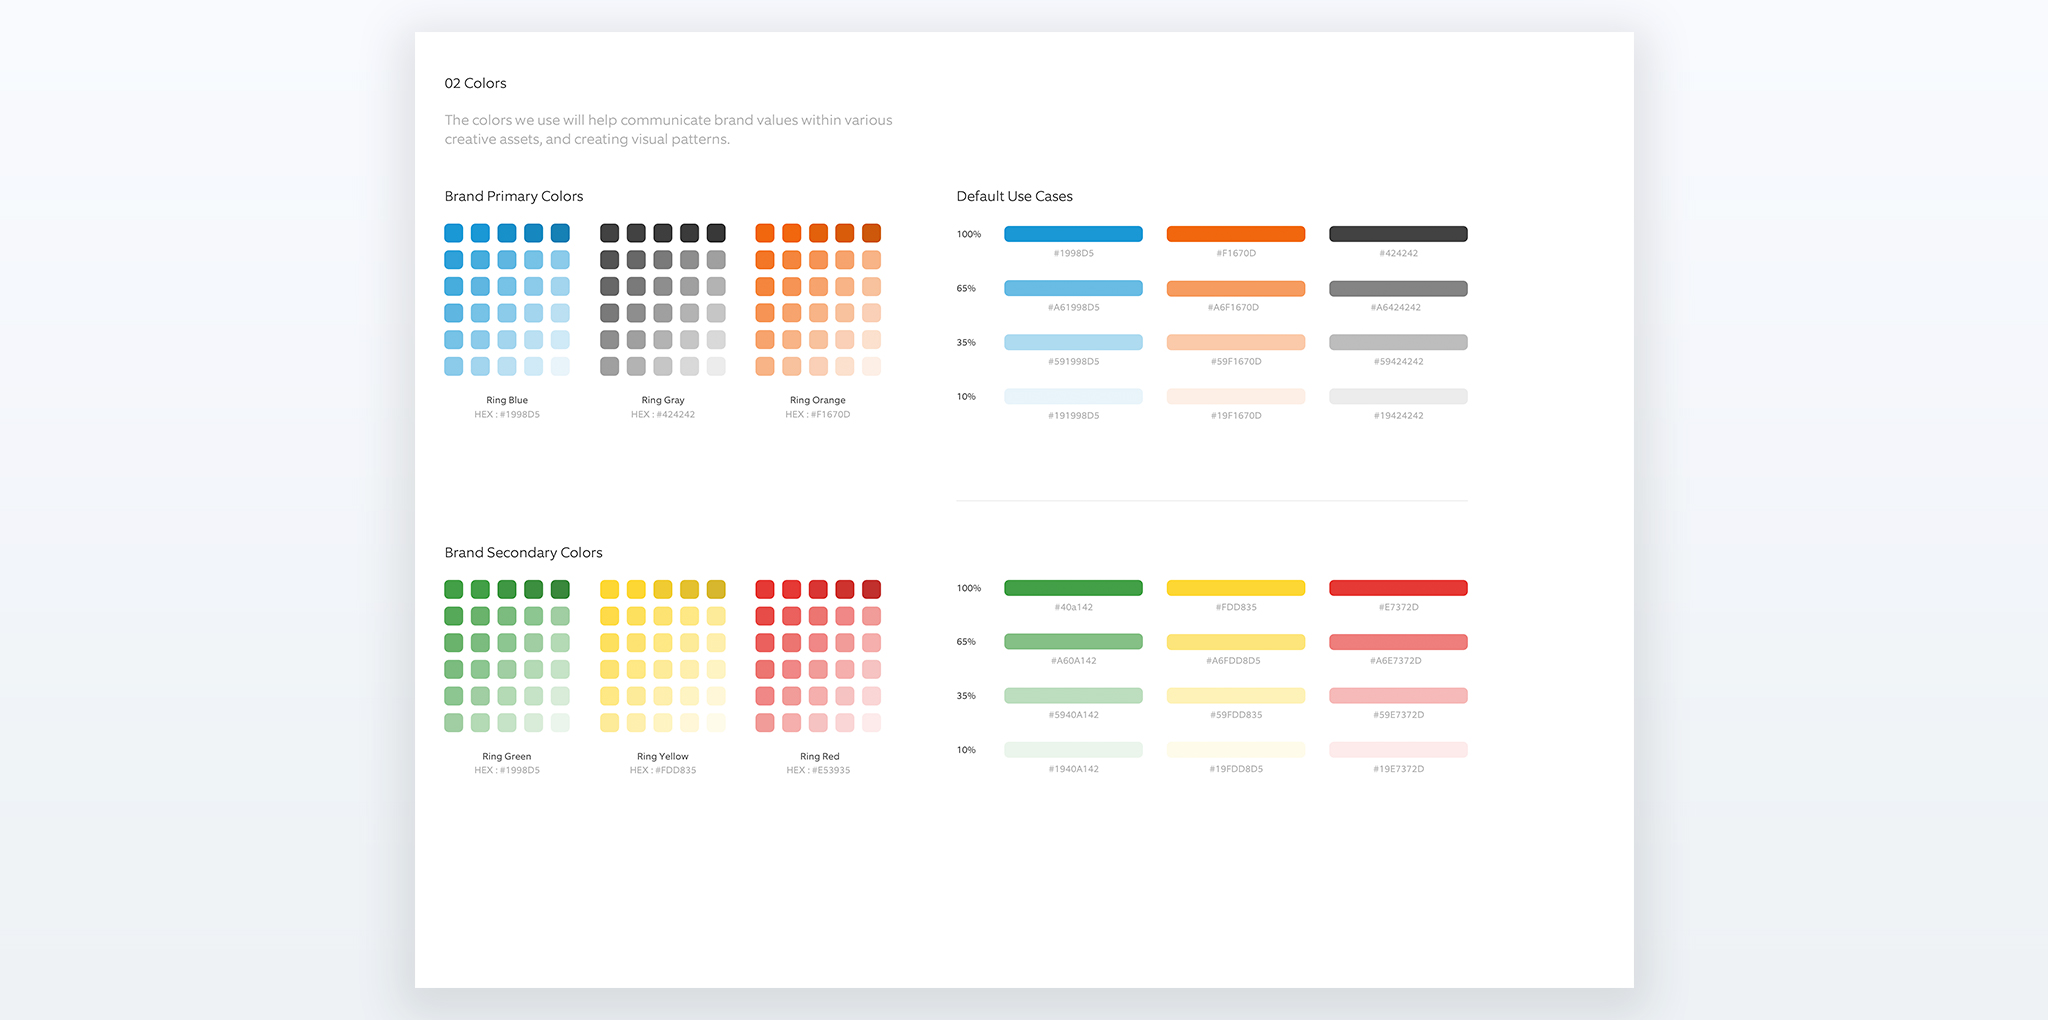 02 Colors
The colors we use will help communicate brand values within various
creative assets, and creating visual patterns.
Brand Primary Colors
Ring Blue
HEX : #1998D5
Ring Gray
HEX : #424242
Ring Orange
HEX : #F1670D
Default Use Cases
100%
#1998D5
#F1670D
#424242
65%
#A61998D5
#A6F1670D
#A6424242
35%
#591998D5
#59F1670D
#59424242
10%
#191998D5
#19F1670D
#19424242
Brand Secondary Colors
Ring Green
HEX : #1998D5
Ring Yellow
HEX : #FDD835
Ring Red
HEX : #E53935
100%
#40a142
#FDD835
#E7372D
65%
#A60A142
#A6FDD8D5
#A6E7372D
35%
#5940A142
#59FDD835
#59E7372D
10%
#1940A142
#19FDD8D5
#19E7372D